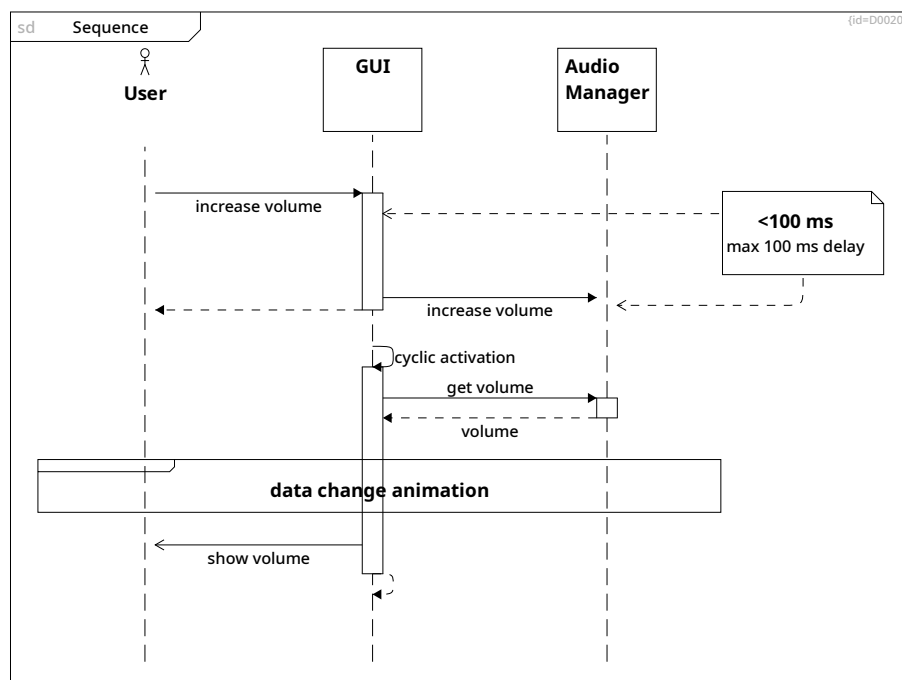 sd Sequence
{id=D0020
User
GUI
Audio
Manager
increase volume
<100 ms
max 100 ms delay
increase volume
cyclic activation
get volume
volume
data change animation
show volume